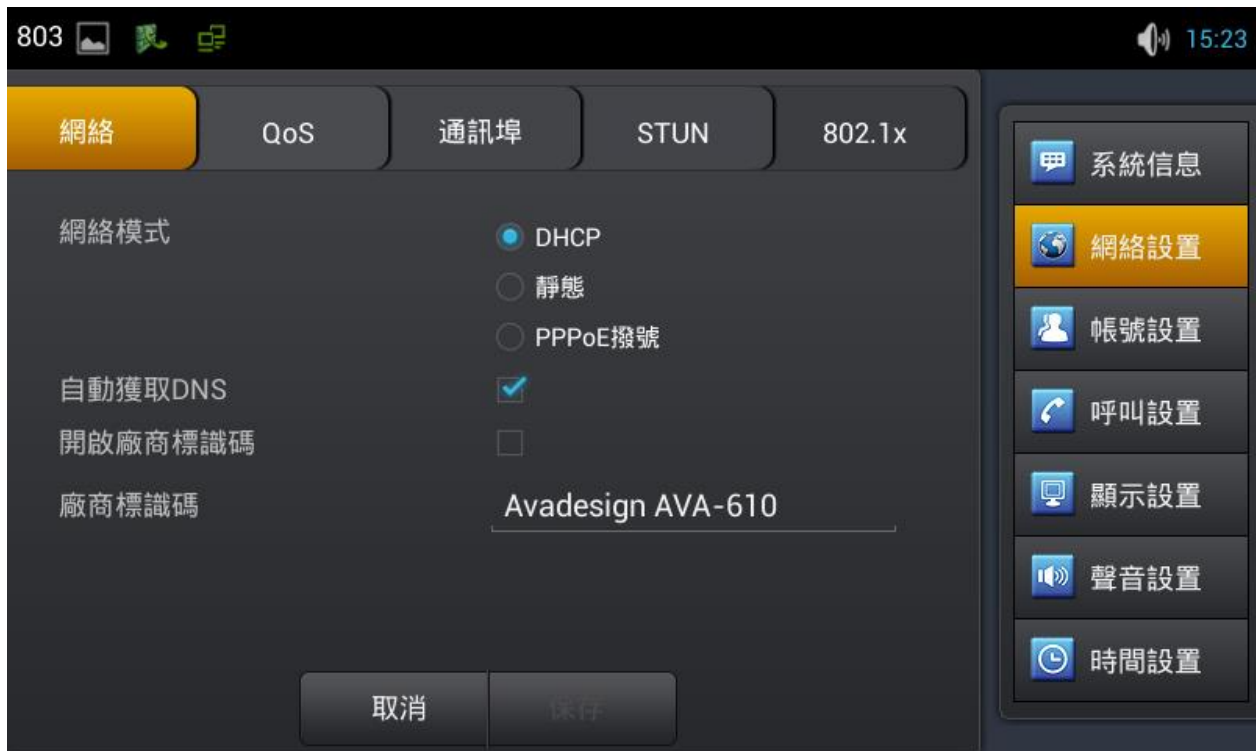 803
15:23
網絡
QoS
通訊埠
STUN
802.1x
網絡模式
DHCP
靜態
PPPoE撥號
自動獲取DNS
開啟廠商標識碼
廠商標識碼
Avadesign AVA-610
取消
保存
系統信息
網絡設置
帳號設置
呼叫設置
顯示設置
聲音設置
時間設置